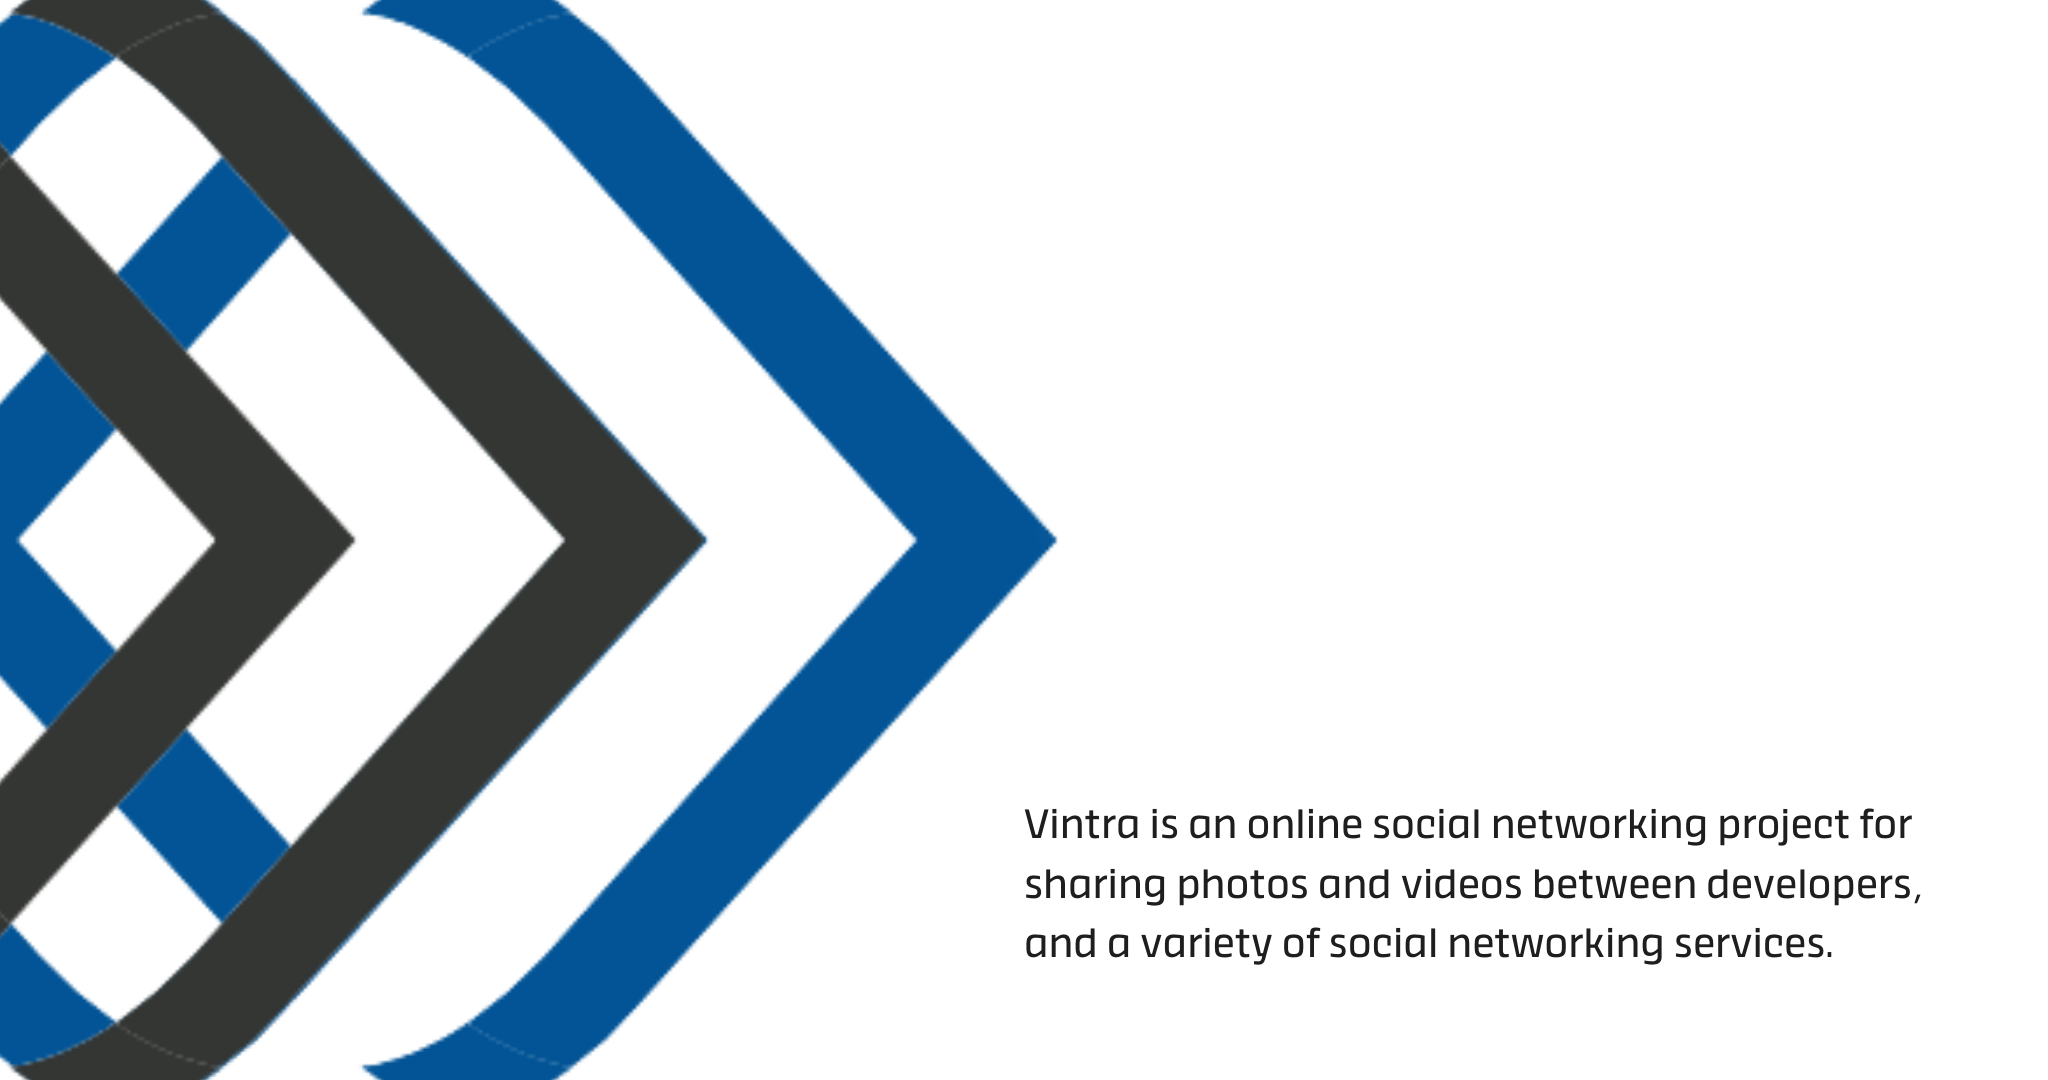 Vintra is an online social networking project for
sharing photos and videos between developers,
and a variety of social networking services.